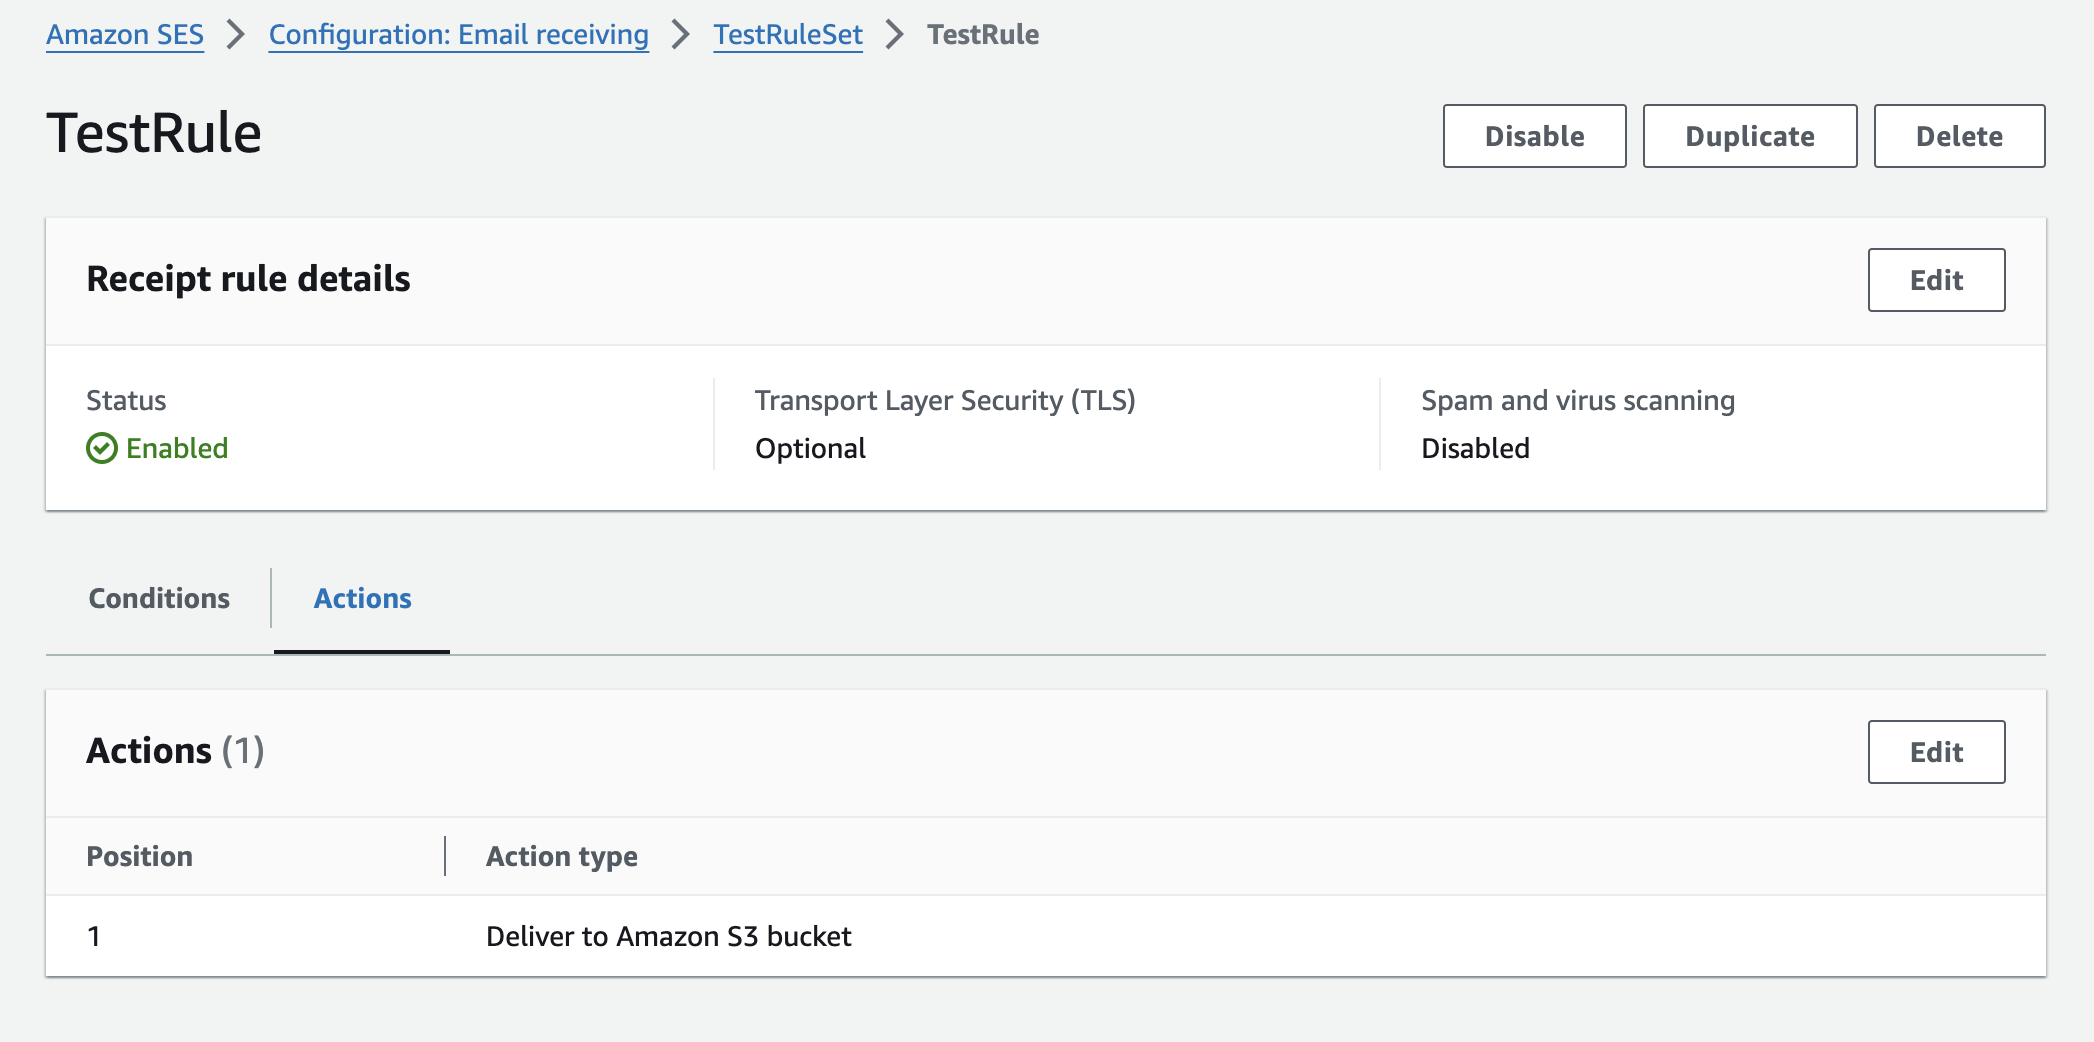 Amazon SES > Configuration: Email receiving > TestRuleSet > TestRule
TestRule
Disable Duplicate Delete
Receipt rule details
Edit
Status Transport Layer Security (TLS) Spam and virus scanning
Enabled Optional Disabled
Conditions Actions
Actions (1)
Edit
Position Action type
1 Deliver to Amazon S3 bucket